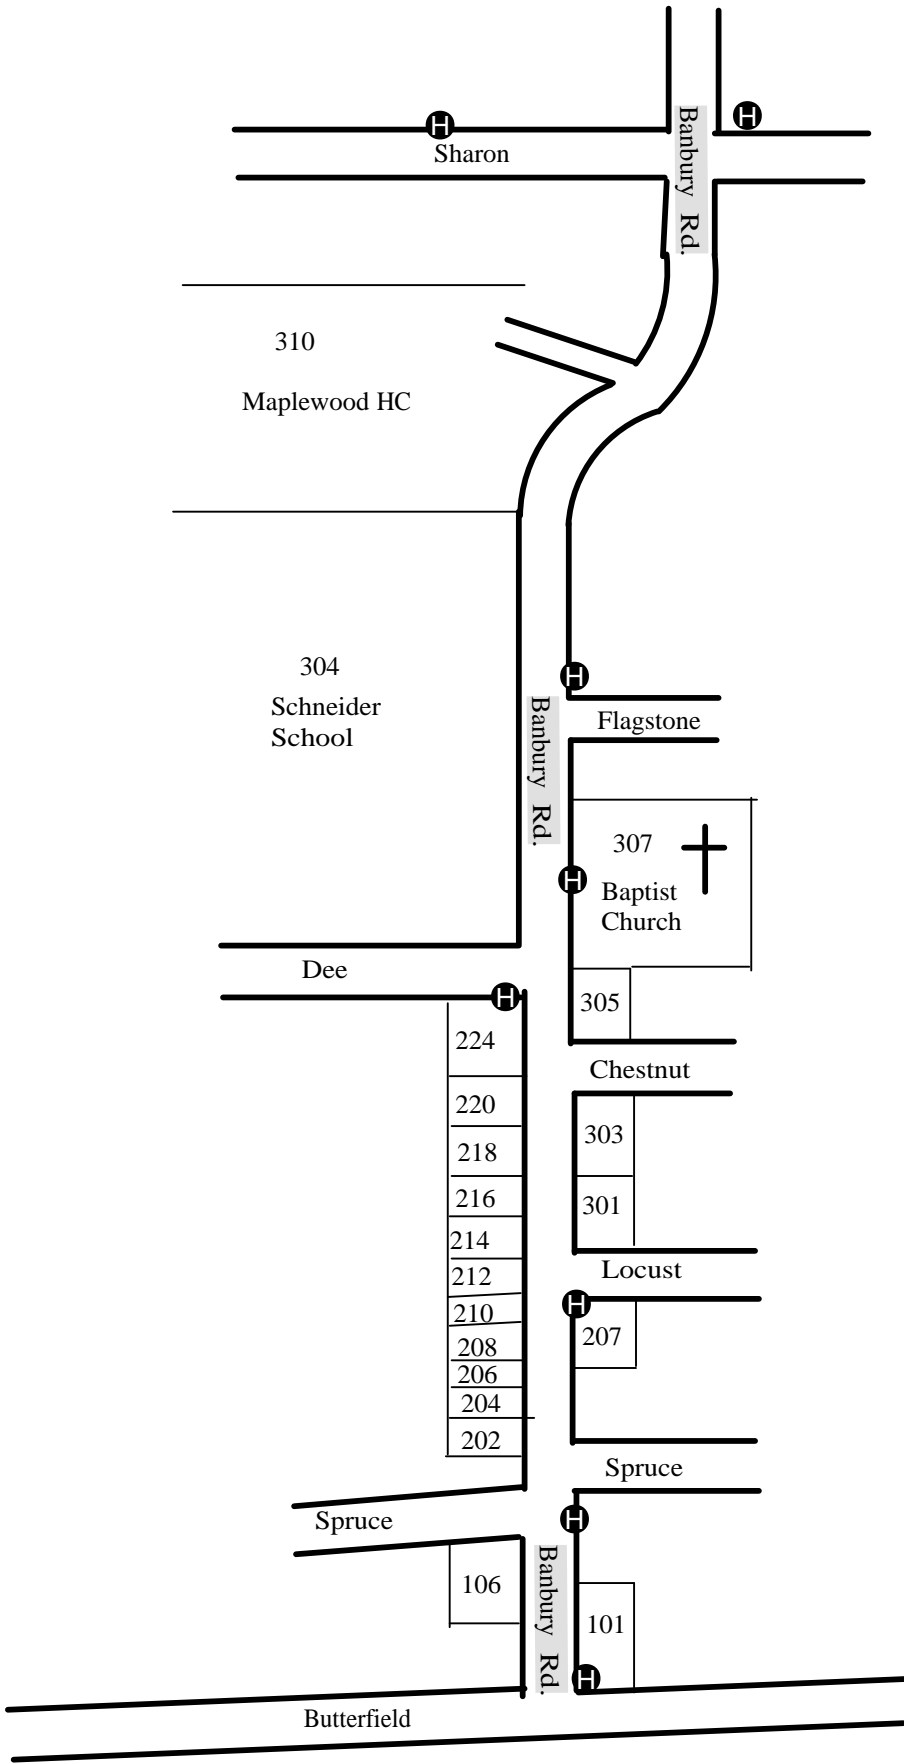 H
H
Sharon
Banbury Rd.
310
Maplewood HC
304
Schneider
School
H
Banbury Rd.
Flagstone
307
H
Baptist
Church
Dee
H
305
224
Chestnut
220
303
218
216
301
214
212
Locust
210
H
207
208
206
204
202
Spruce
Spruce
H
Banbury Rd.
106
101
H
Butterfield